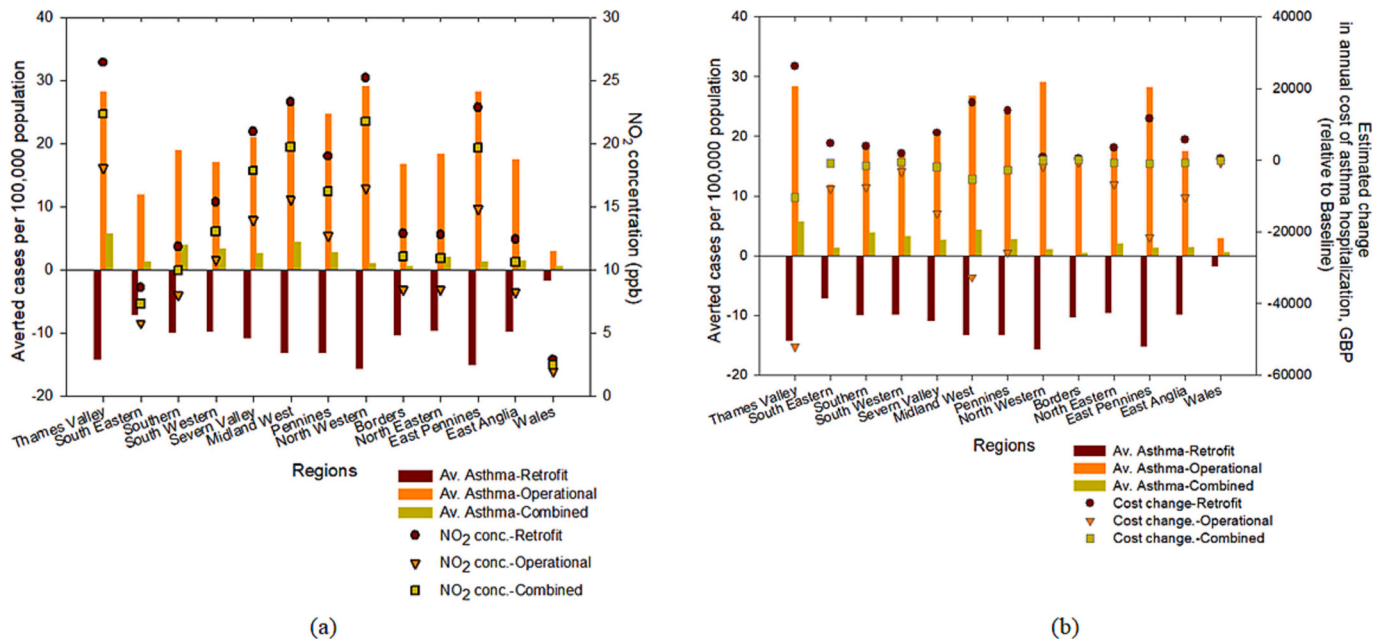 40
30
20
10
0
-10
-20
Averted cases per 100,000 population
30
25
20
15
10
5
0
NO2 concentration (ppb)
Thames Valley
South Eastern
Southern
South Western
Severn Valley
Midland West
Pennines
North Western
Borders
North Eastern
East Pennines
East Anglia
Wales
Regions
Av. Asthma-Retrofit
Av. Asthma-Operational
Av. Asthma-Combined
NO2 conc.-Retrofit
NO2 conc.-Operational
NO2 conc.-Combined
(a)
40
30
20
10
0
-10
-20
Averted cases per 100,000 population
40000
20000
0
-20000
-40000
-60000
Estimated change
in annual cost of asthma hospitalization, GBP
(relative to Baseline)
Thames Valley
South Eastern
Southern
South Western
Severn Valley
Midland West
Pennines
North Western
Borders
North Eastern
East Pennines
East Anglia
Wales
Regions
Av. Asthma-Retrofit
Av. Asthma-Operational
Av. Asthma-Combined
Cost change-Retrofit
Cost change.-Operational
Cost change.-Combined
(b)